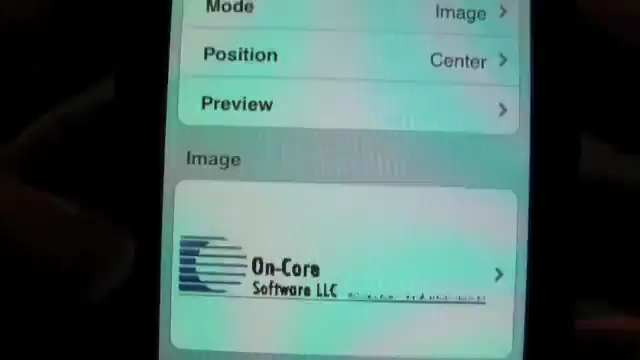 Mode Image
Position Center
Preview
Image
On-Core
Software LLC